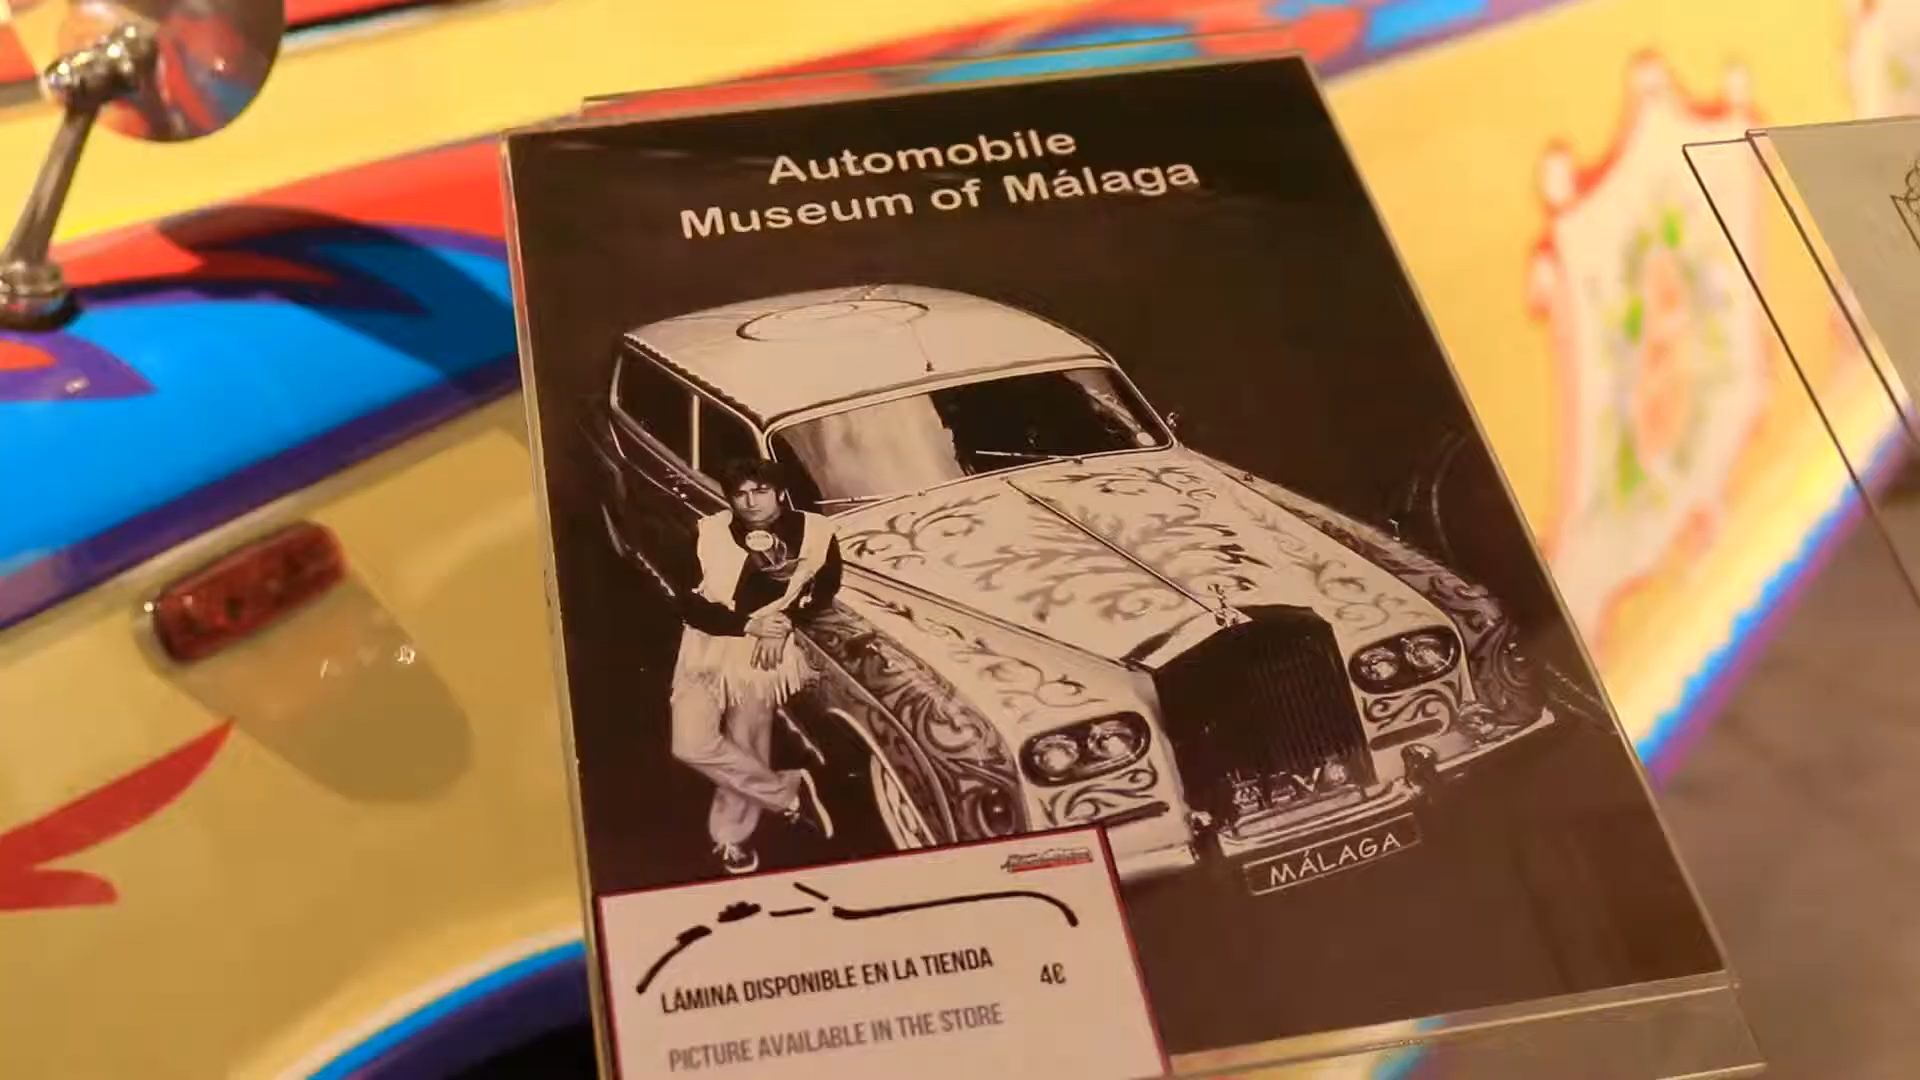 Automobile
Museum of Málaga
MÁLAGA
LÁMINA DISPONIBLE EN LA TIENDA
4€
PICTURE AVAILABLE IN THE STORE